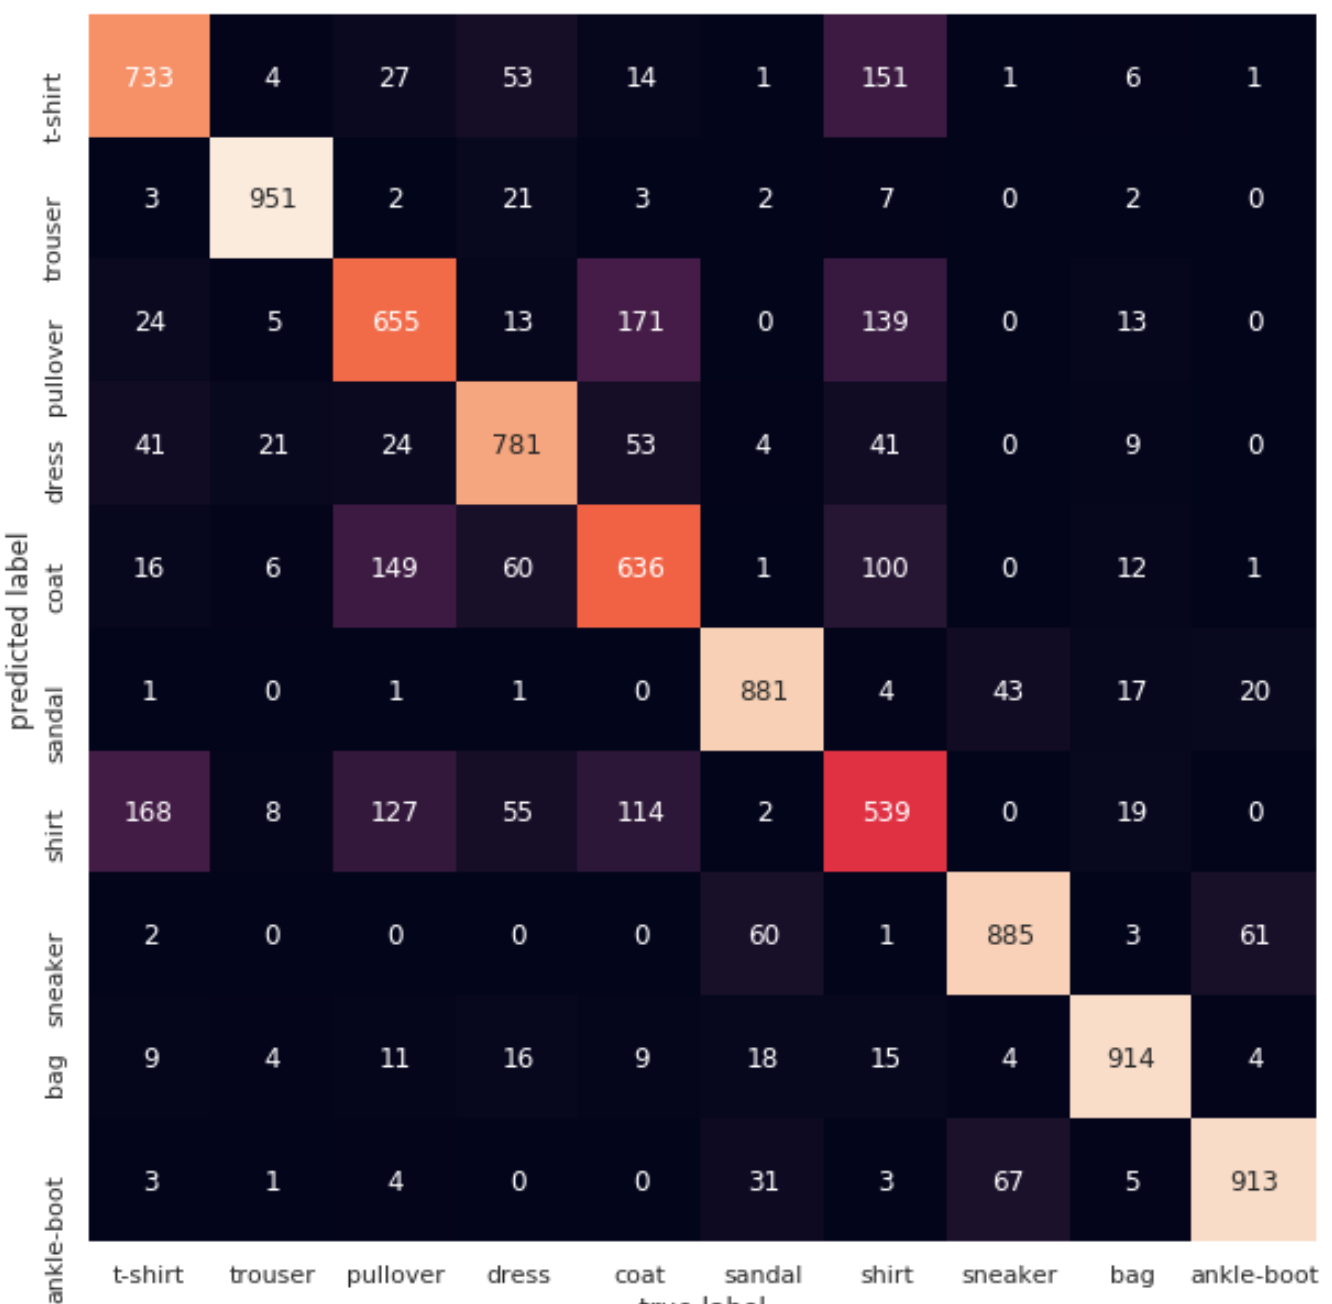 t-shirt 733 4 27 53 14 1 151 1 6 1
trouser 3 951 2 21 3 2 7 0 2 0
pullover 24 5 655 13 171 0 139 0 13 0
dress 41 21 24 781 53 4 41 0 9 0
predicted label
coat 16 6 149 60 636 1 100 0 12 1
sandal 1 0 1 1 0 881 4 43 17 20
shirt 168 8 127 55 114 2 539 0 19 0
sneaker 2 0 0 0 0 60 1 885 3 61
bag 9 4 11 16 9 18 15 4 914 4
ankle-boot 3 1 4 0 0 31 3 67 5 913
t-shirt trouser pullover dress coat sandal shirt sneaker bag ankle-boot
true label